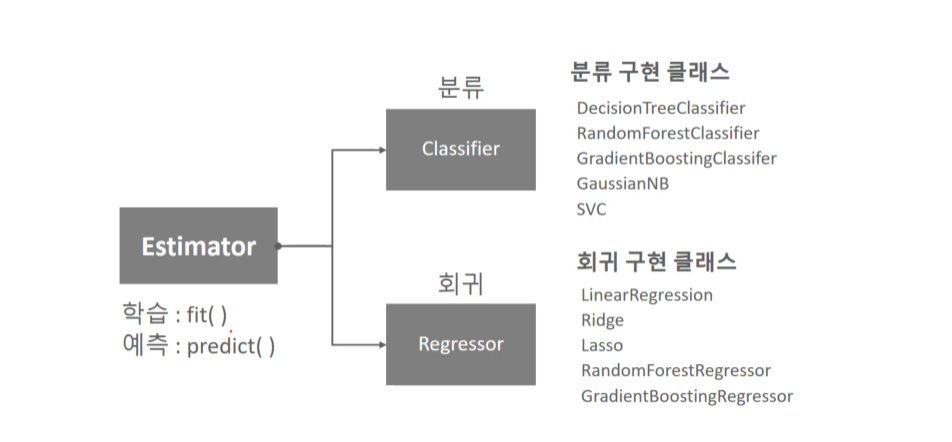 Estimator
학습 : fit( )
예측 : predict( )
분류
Classifier
분류 구현 클래스
DecisionTreeClassifier
RandomForestClassifier
GradientBoostingClassifer
GaussianNB
SVC
회귀
Regressor
회귀 구현 클래스
LinearRegression
Ridge
Lasso
RandomForestRegressor
GradientBoostingRegressor